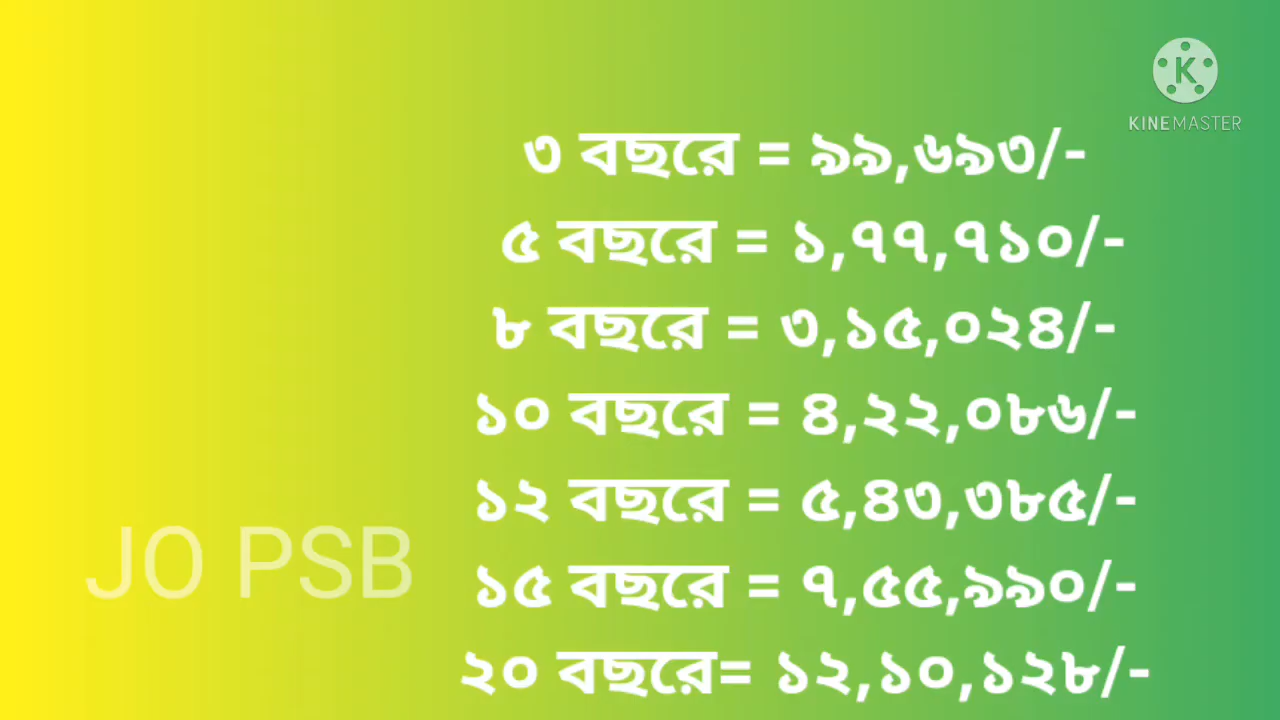 K
KINEMASTER
৩ বছরে = ৯৯,৬৯৩/-
৫ বছরে = ১,৭৭,৭১০/-
৮ বছরে = ৩,১৫,০২৪/-
১০ বছরে = ৪,২২,০৮৬/-
১২ বছরে = ৫,৪৩,৩৮৫/-
JO PSB
১৫ বছরে = ৭,৫৫,৯৯০/-
২০ বছরে= ১২,১০,১২৮/-